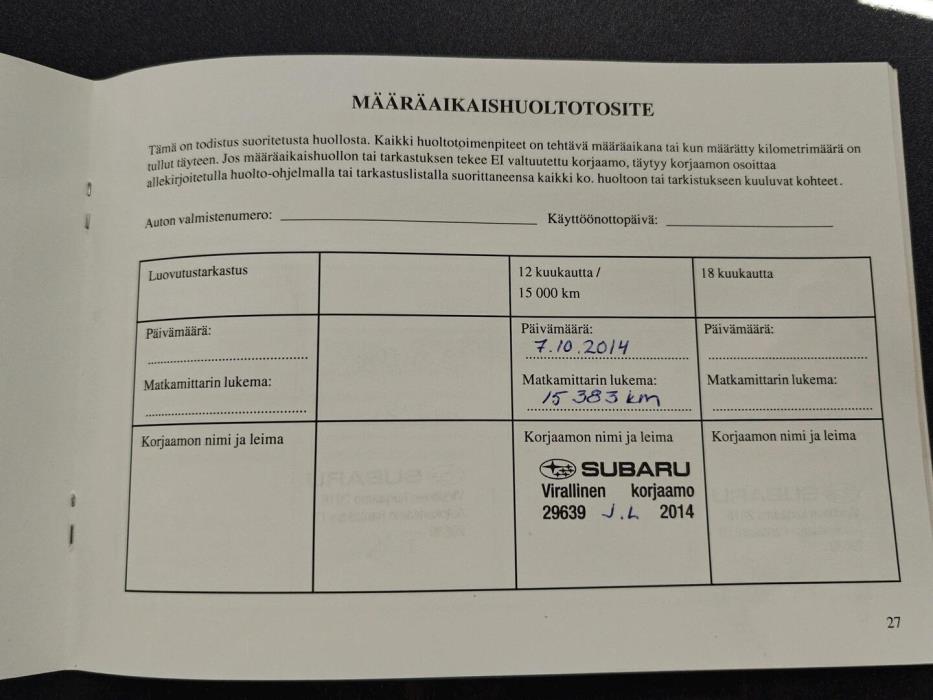 MÄÄRÄAIKAISHUOLTOTOSITE
Tämä on todistus suoritetusta huollosta. Kaikki huoltotoimenpiteet on tehtävä määräaikana tai kun määrätty kilometrimäärä on
tullut täyteen. Jos määräaikaishuollon tai tarkastuksen tekee EI valtuutettu korjaamo, täytyy korjaamon osoittaa
allekirjoitetulla huolto-ohjelmalla tai tarkastuslistalla suorittaneensa kaikki ko. huoltoon tai tarkistukseen kuuluvat kohteet.
Auton valmistenumero: Käyttöönottopäivä:
Luovutustarkastus
12 kuukautta /
15 000 km
18 kuukautta
Päivämäärä:
Matkamittarin lukema:
Päivämäärä:
7.10.2014
Matkamittarin lukema:
15 383 km
Päivämäärä:
Matkamittarin lukema:
Korjaamon nimi ja leima
Korjaamon nimi ja leima
SUBARU
Virallinen korjaamo
29639 J.L 2014
Korjaamon nimi ja leima
27